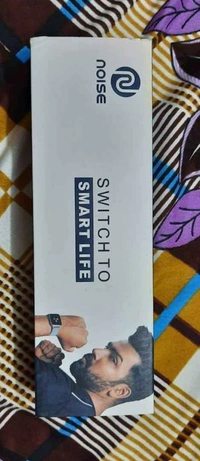 NOISE
SWITCH TO
SMART LIFE